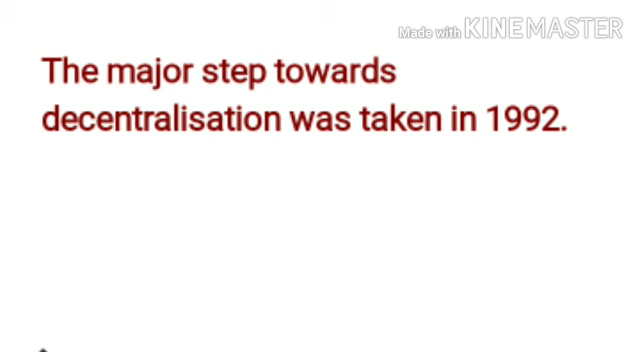 Made with KINEMASTER
The major step towards
decentralisation was taken in 1992.